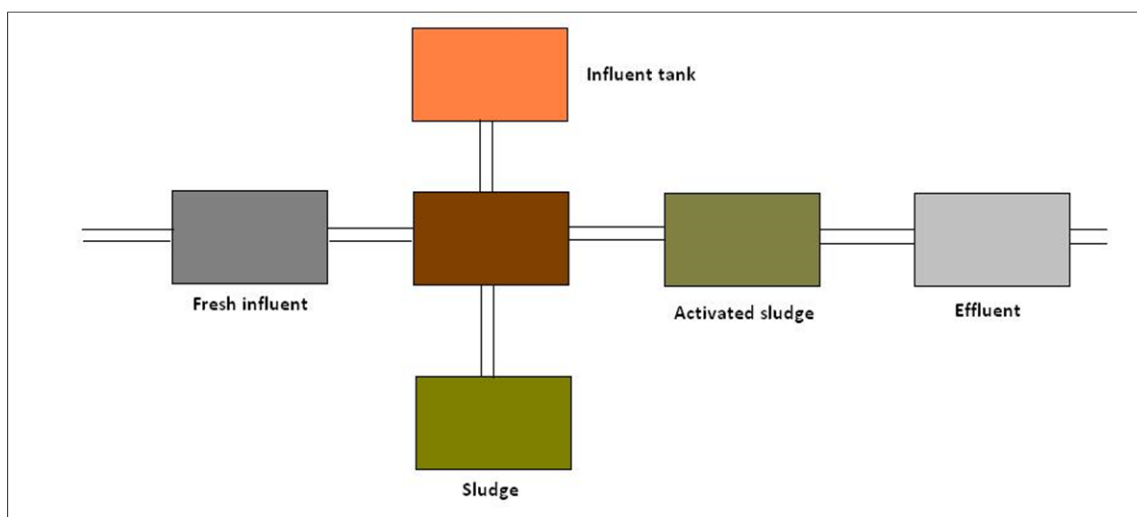 Influent tank
Fresh influent
Activated sludge
Effluent
Sludge